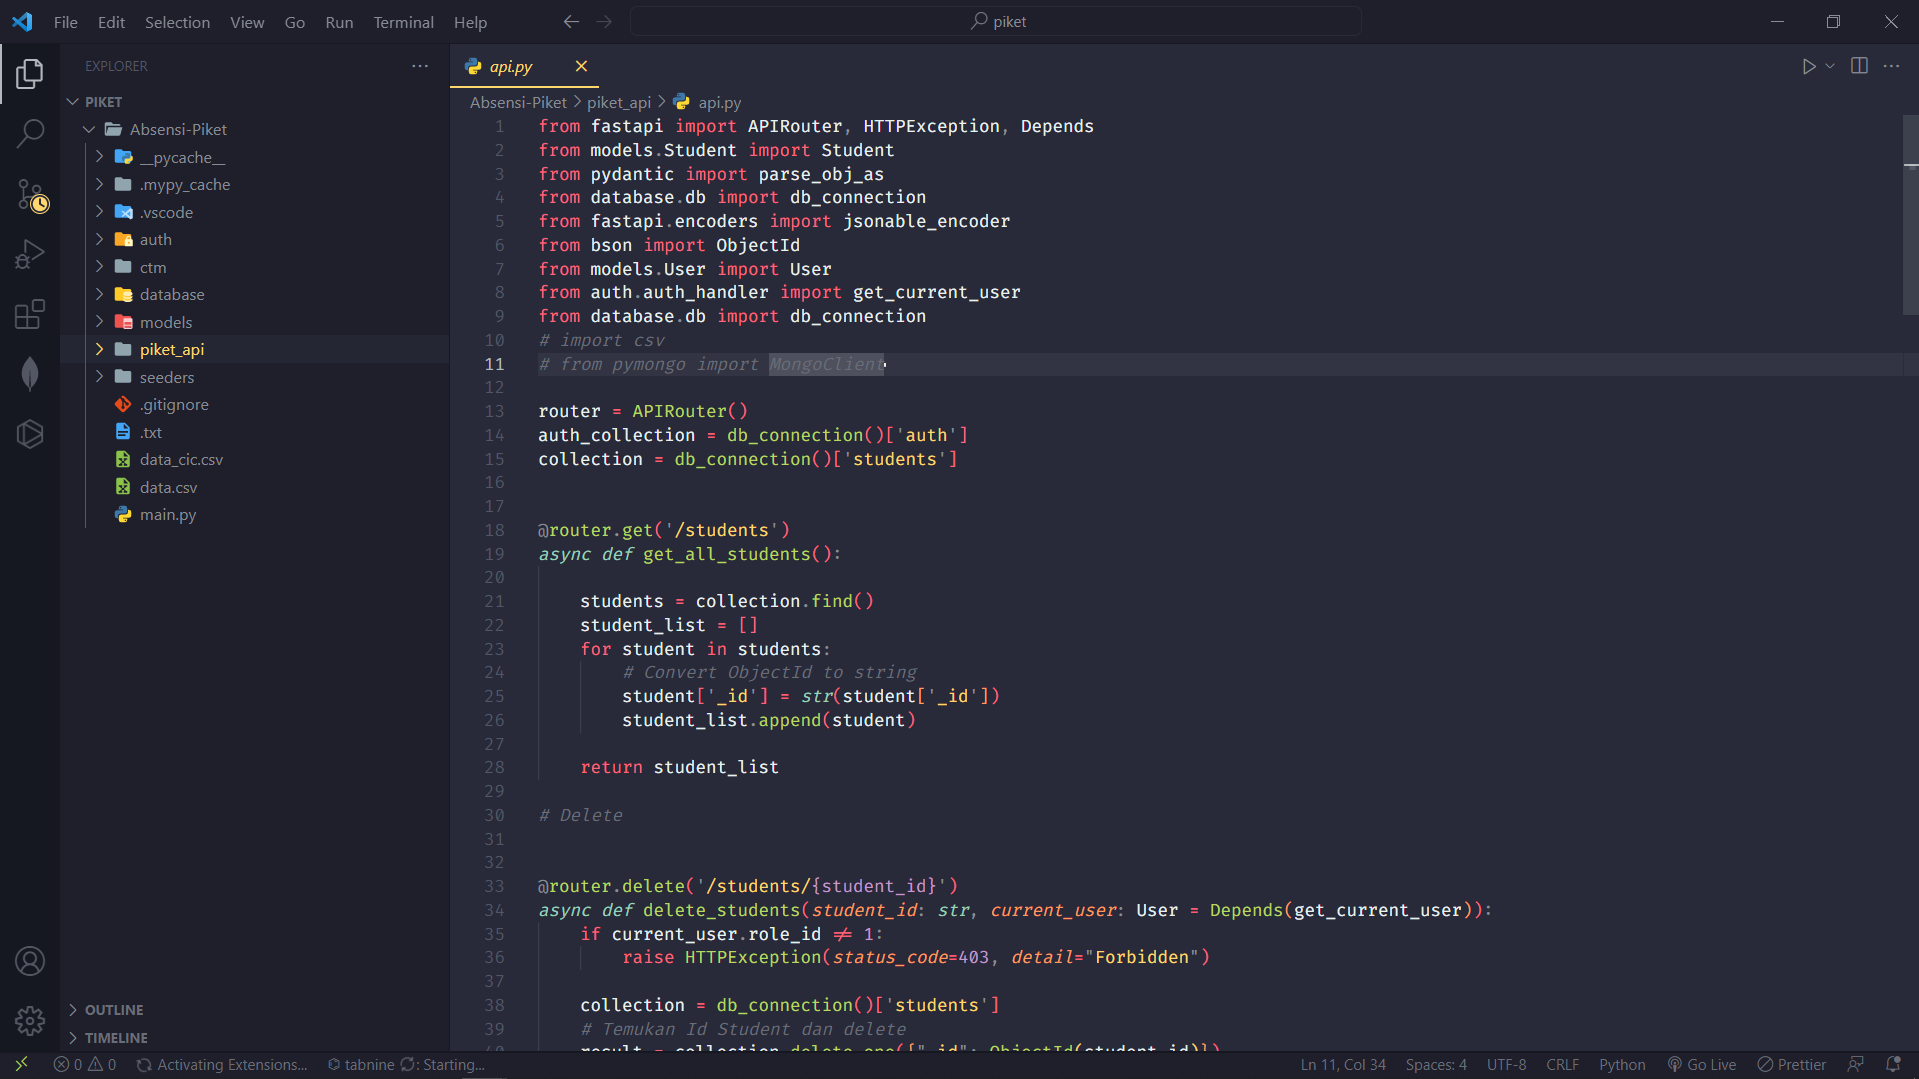 File Edit Selection View Go Run Terminal Help
piket
EXPLORER
PIKET
Absensi-Piket
__pycache__
.mypy_cache
.vscode
auth
ctm
database
models
piket_api
seeders
.gitignore
.txt
data_cic.csv
data.csv
main.py
OUTLINE
TIMELINE
api.py
Absensi-Piket > piket_api > api.py
1 from fastapi import APIRouter, HTTPException, Depends
2 from models.Student import Student
3 from pydantic import parse_obj_as
4 from database.db import db_connection
5 from fastapi.encoders import jsonable_encoder
6 from bson import ObjectId
7 from models.User import User
8 from auth.auth_handler import get_current_user
9 from database.db import db_connection
10 # import csv
11 # from pymongo import MongoClient
12
13 router = APIRouter()
14 auth_collection = db_connection()['auth']
15 collection = db_connection()['students']
16
17
18 @router.get('/students')
19 async def get_all_students():
20
21 students = collection.find()
22 student_list = []
23 for student in students:
24 # Convert ObjectId to string
25 student['_id'] = str(student['_id'])
26 student_list.append(student)
27
28 return student_list
29
30 # Delete
31
32
33 @router.delete('/students/{student_id}')
34 async def delete_students(student_id: str, current_user: User = Depends(get_current_user)):
35 if current_user.role_id != 1:
36 raise HTTPException(status_code=403, detail="Forbidden")
37
38 collection = db_connection()['students']
39 # Temukan Id Student dan delete
40 result = collection.delete_one({"_id": ObjectId(student_id)})
0 0 Activating Extensions... tabnine : Starting... Ln 11, Col 34 Spaces: 4 UTF-8 CRLF Python Go Live Prettier